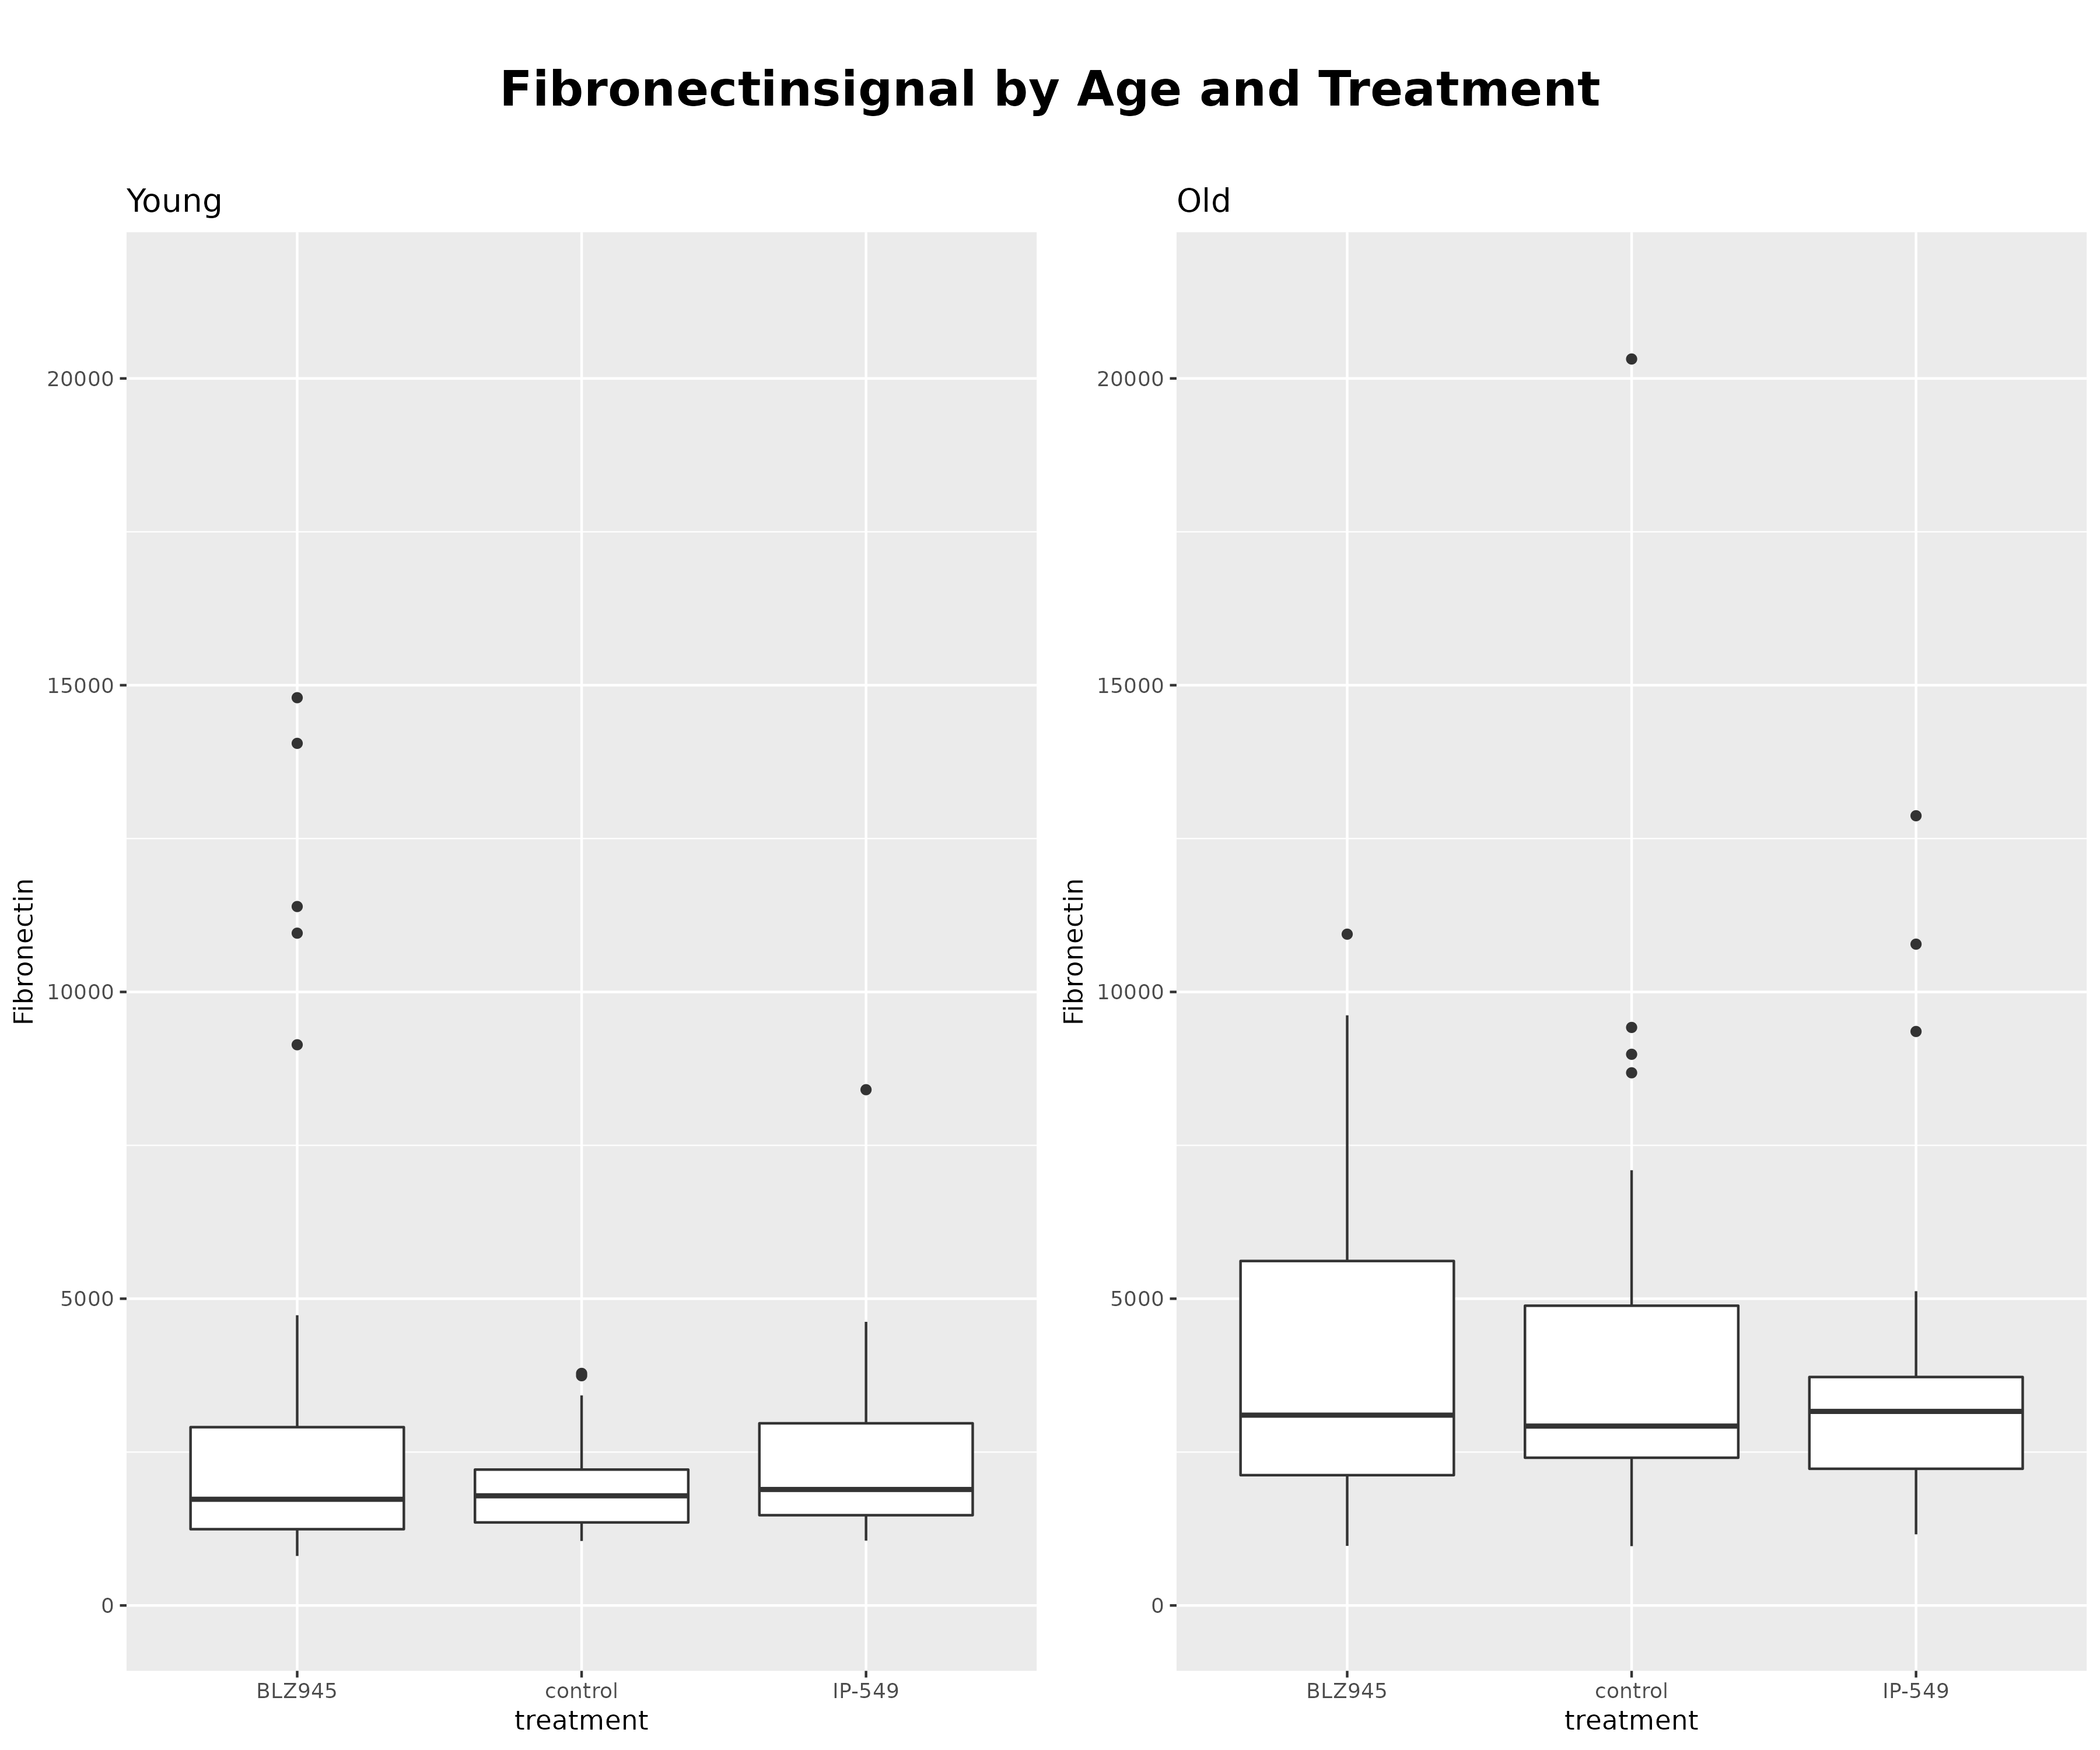 Fibronectinsignal by Age and Treatment
Young
Fibronectin
20000
15000
10000
5000
0
BLZ945 control IP-549
treatment
Old
Fibronectin
20000
15000
10000
5000
0
BLZ945 control IP-549
treatment